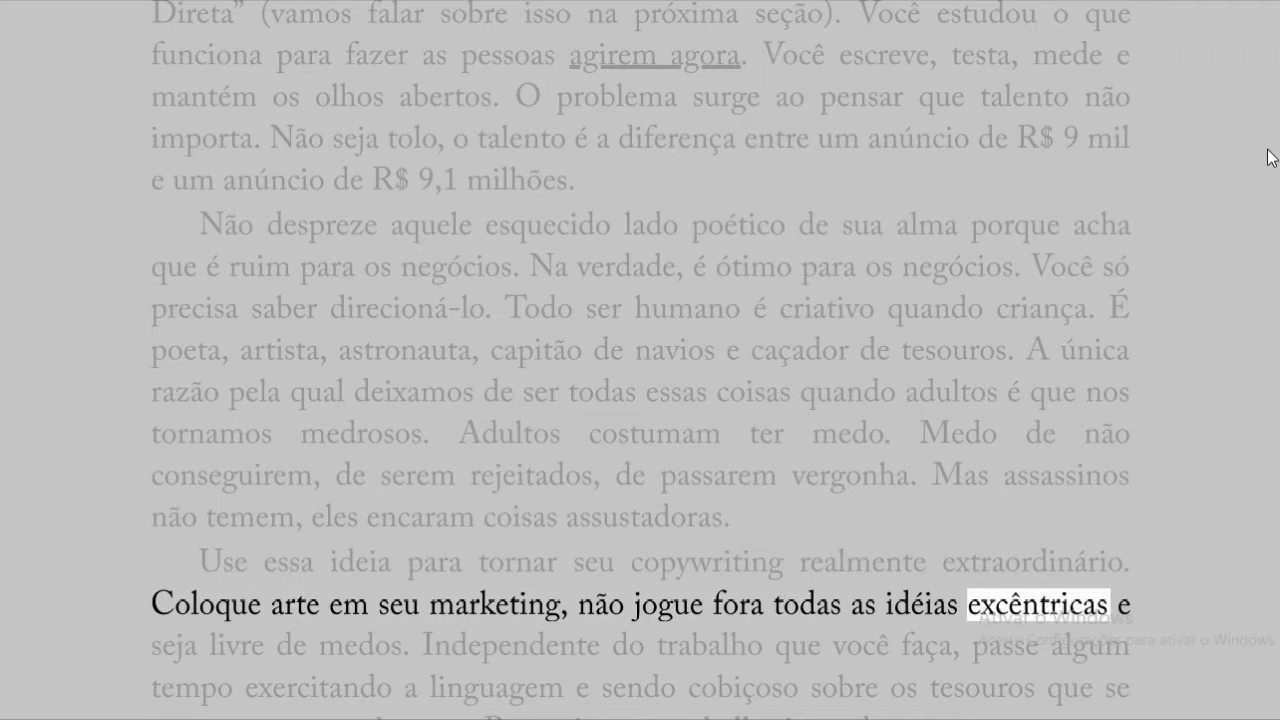 Direta” (vamos falar sobre isso na próxima seção). Você estudou o que
funciona para fazer as pessoas agirem agora. Você escreve, testa, mede e
mantém os olhos abertos. O problema surge ao pensar que talento não
importa. Não seja tolo, o talento é a diferença entre um anúncio de R$ 9 mil
e um anúncio de R$ 9,1 milhões.
Não despreze aquele esquecido lado poético de sua alma porque acha
que é ruim para os negócios. Na verdade, é ótimo para os negócios. Você só
precisa saber direcioná-lo. Todo ser humano é criativo quando criança. É
poeta, artista, astronauta, capitão de navios e caçador de tesouros. A única
razão pela qual deixamos de ser todas essas coisas quando adultos é que nos
tornamos medrosos. Adultos costumam ter medo. Medo de não
conseguirem, de serem rejeitados, de passarem vergonha. Mas assassinos
não temem, eles encaram coisas assustadoras.
Use essa ideia para tornar seu copywriting realmente extraordinário.
Coloque arte em seu marketing, não jogue fora todas as idéias excêntricas e
Ativar o Windows
seja livre de medos. Independente do trabalho que você faça, passe algum
Acesse Configurações para ativar o Windows.
tempo exercitando a linguagem e sendo cobiçoso sobre os tesouros que se